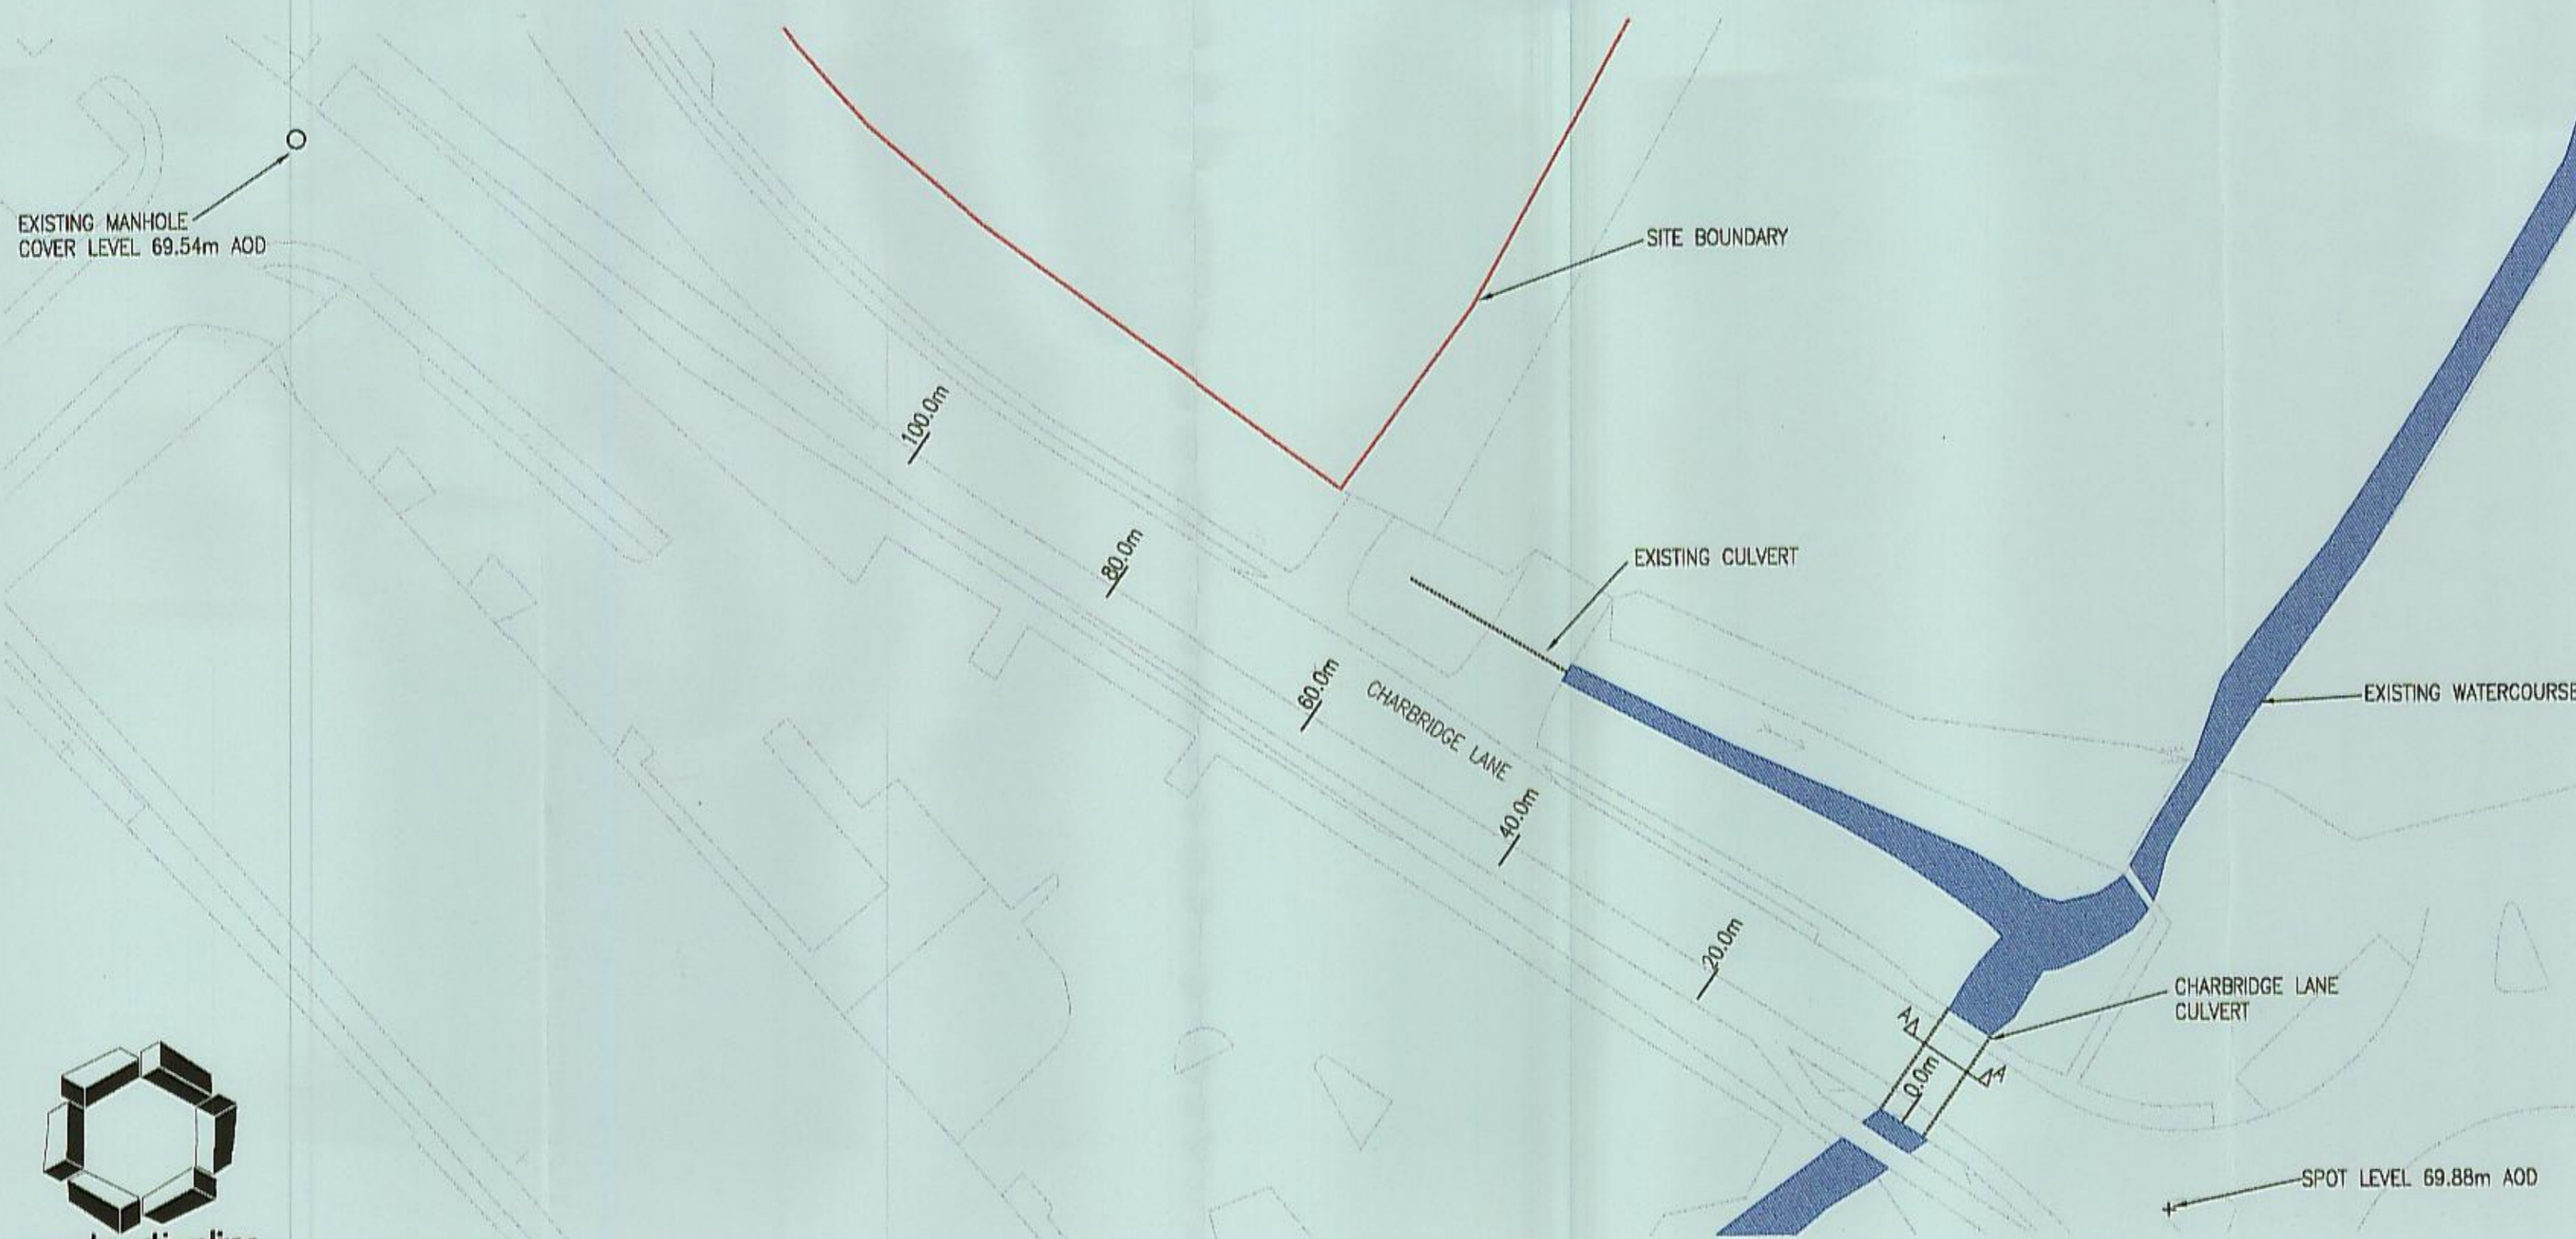 EXISTING MANHOLE
COVER LEVEL 69.54m AOD
SITE BOUNDARY
100.0m
80.0m
EXISTING CULVERT
60.0m
CHARBRIDGE LANE
EXISTING WATERCOURSE
40.0m
20.0m
CHARBRIDGE LANE
CULVERT
A
A
0.0m
SPOT LEVEL 69.88m AOD